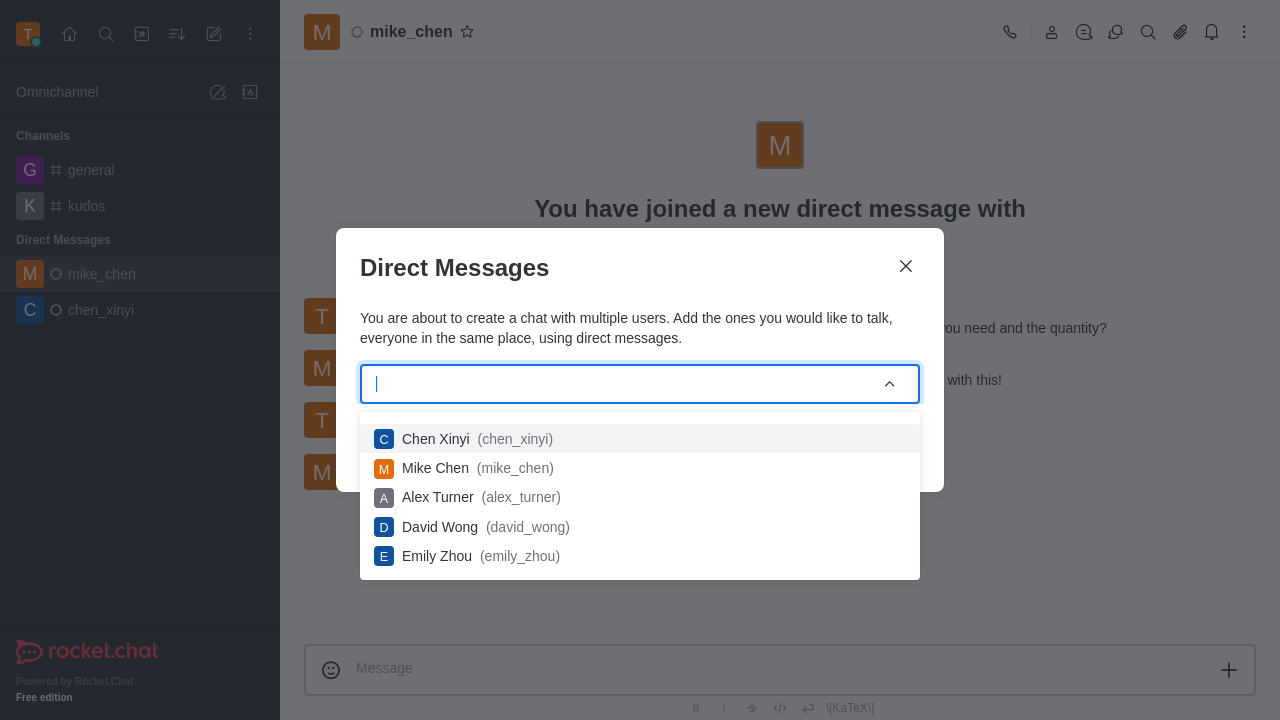 T
M mike_chen
Omnichannel
Channels
G general
K kudos
Direct Messages
M mike_chen
C chen_xinyi
M
You have joined a new direct message with
Direct Messages
You are about to create a chat with multiple users. Add the ones you would like to talk,
everyone in the same place, using direct messages.
T
you need and the quantity?
M
with this!
T
M
C Chen Xinyi (chen_xinyi)
M Mike Chen (mike_chen)
A Alex Turner (alex_turner)
D David Wong (david_wong)
E Emily Zhou (emily_zhou)
rocket.chat
Powered by Rocket.Chat
Free edition
Message
B i S </> \[KaTeX\]